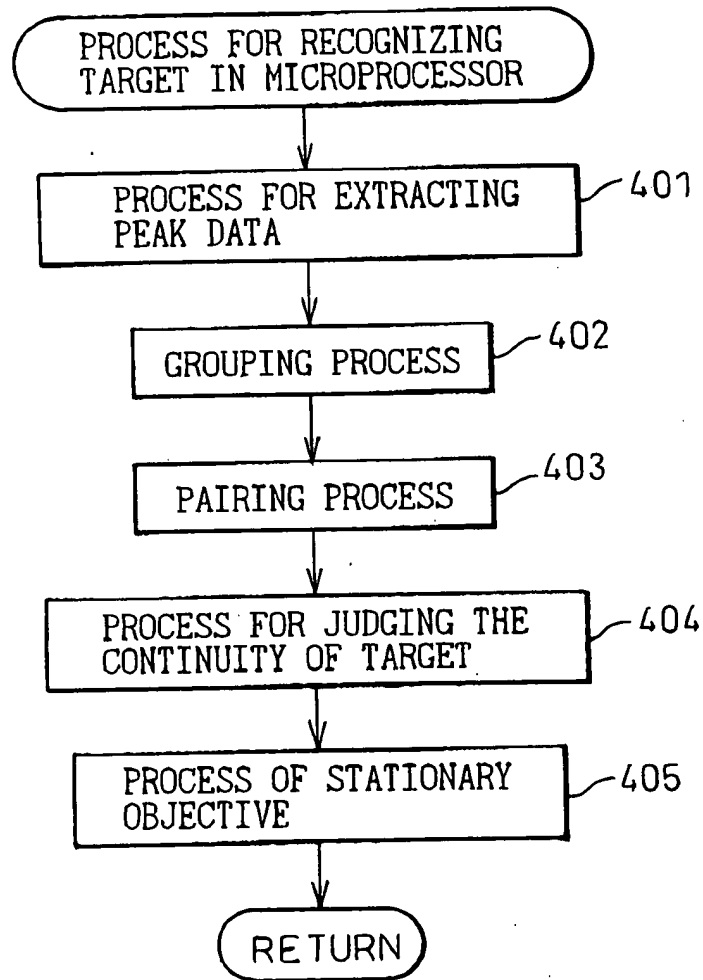 PROCESS FOR RECOGNIZING
TARGET IN MICROPROCESSOR
PROCESS FOR EXTRACTING
PEAK DATA
401
GROUPING PROCESS
402
PAIRING PROCESS
403
PROCESS FOR JUDGING THE
CONTINUITY OF TARGET
404
PROCESS OF STATIONARY
OBJECTIVE
405
RETURN